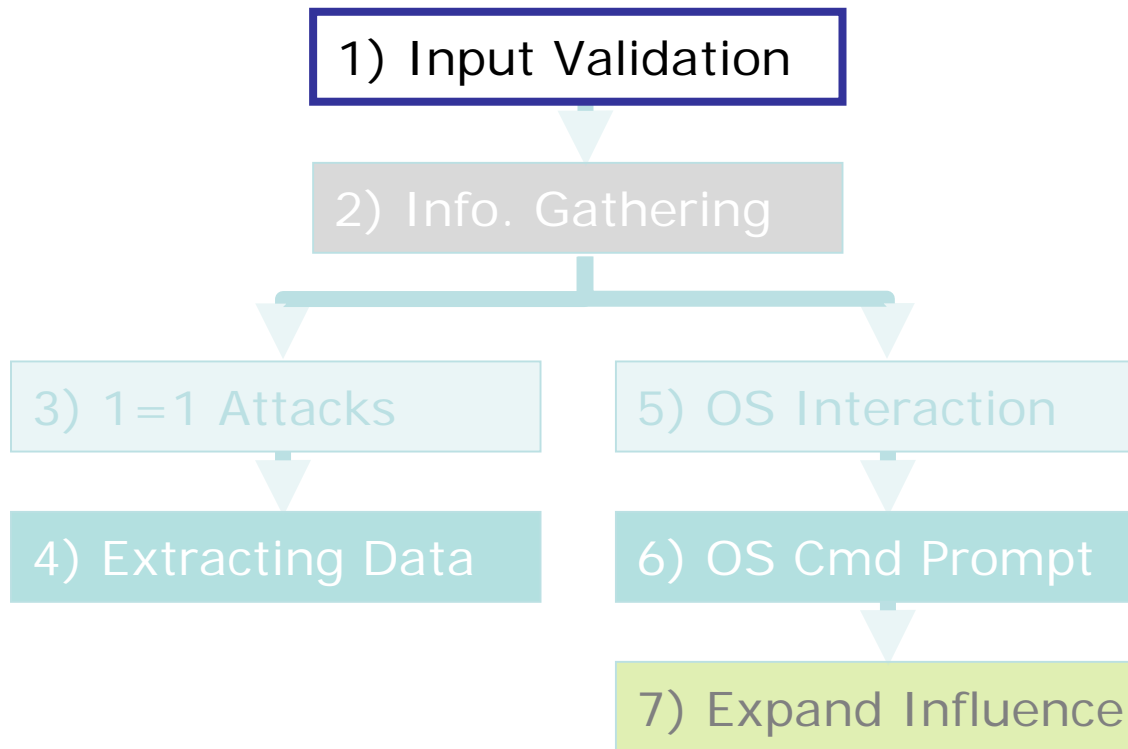 1) Input Validation
2) Info. Gathering
3) 1=1 Attacks
5) OS Interaction
4) Extracting Data
6) OS Cmd Prompt
7) Expand Influence